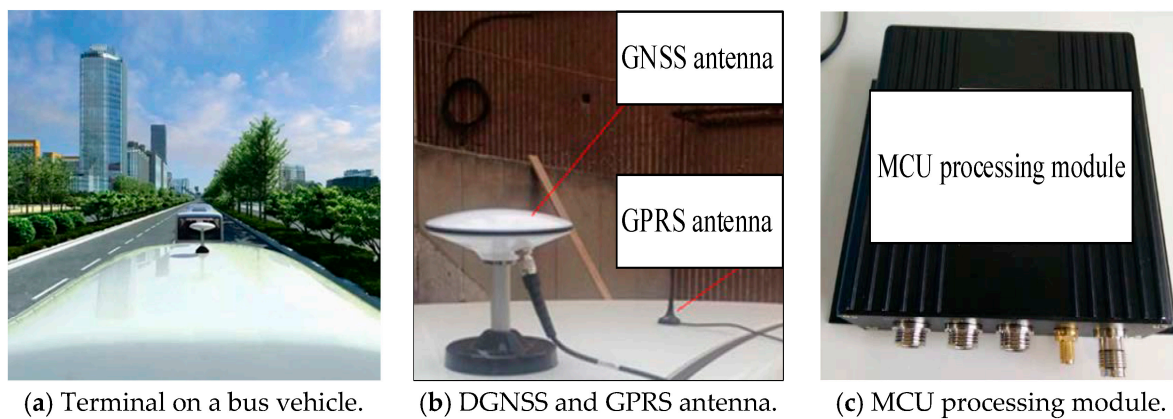 GNSS antenna
GPRS antenna
MCU processing module
(a) Terminal on a bus vehicle.
(b) DGNSS and GPRS antenna.
(c) MCU processing module.